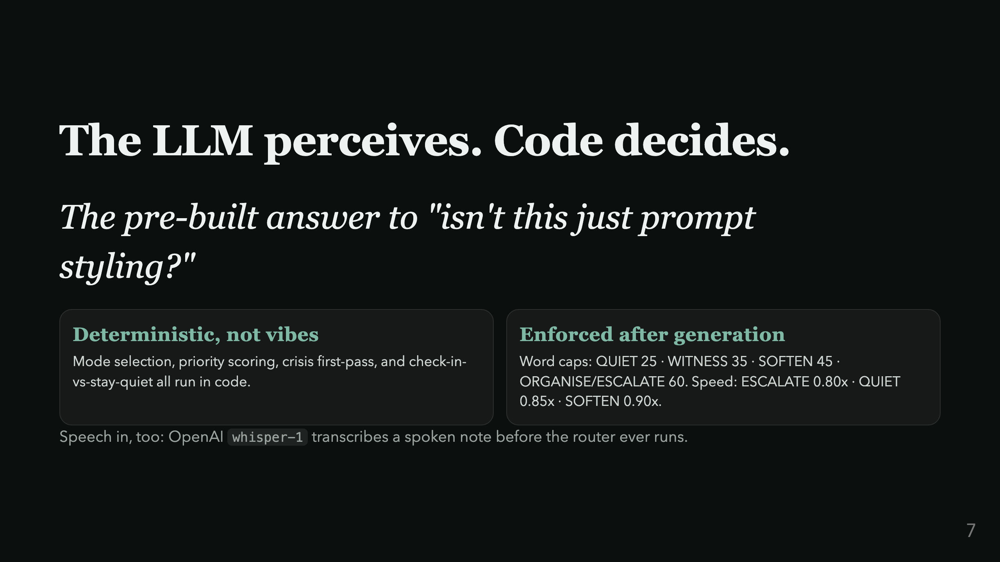 The LLM perceives. Code decides.
The pre-built answer to "isn't this just prompt
styling?"
Deterministic, not vibes
Mode selection, priority scoring, crisis first-pass, and check-in-
vs-stay-quiet all run in code.
Enforced after generation
Word caps: QUIET 25 · WITNESS 35 · SOFTEN 45 ·
ORGANISE/ESCALATE 60. Speed: ESCALATE 0.80x · QUIET
0.85x · SOFTEN 0.90x.
Speech in, too: OpenAI whisper-1 transcribes a spoken note before the router ever runs.
7